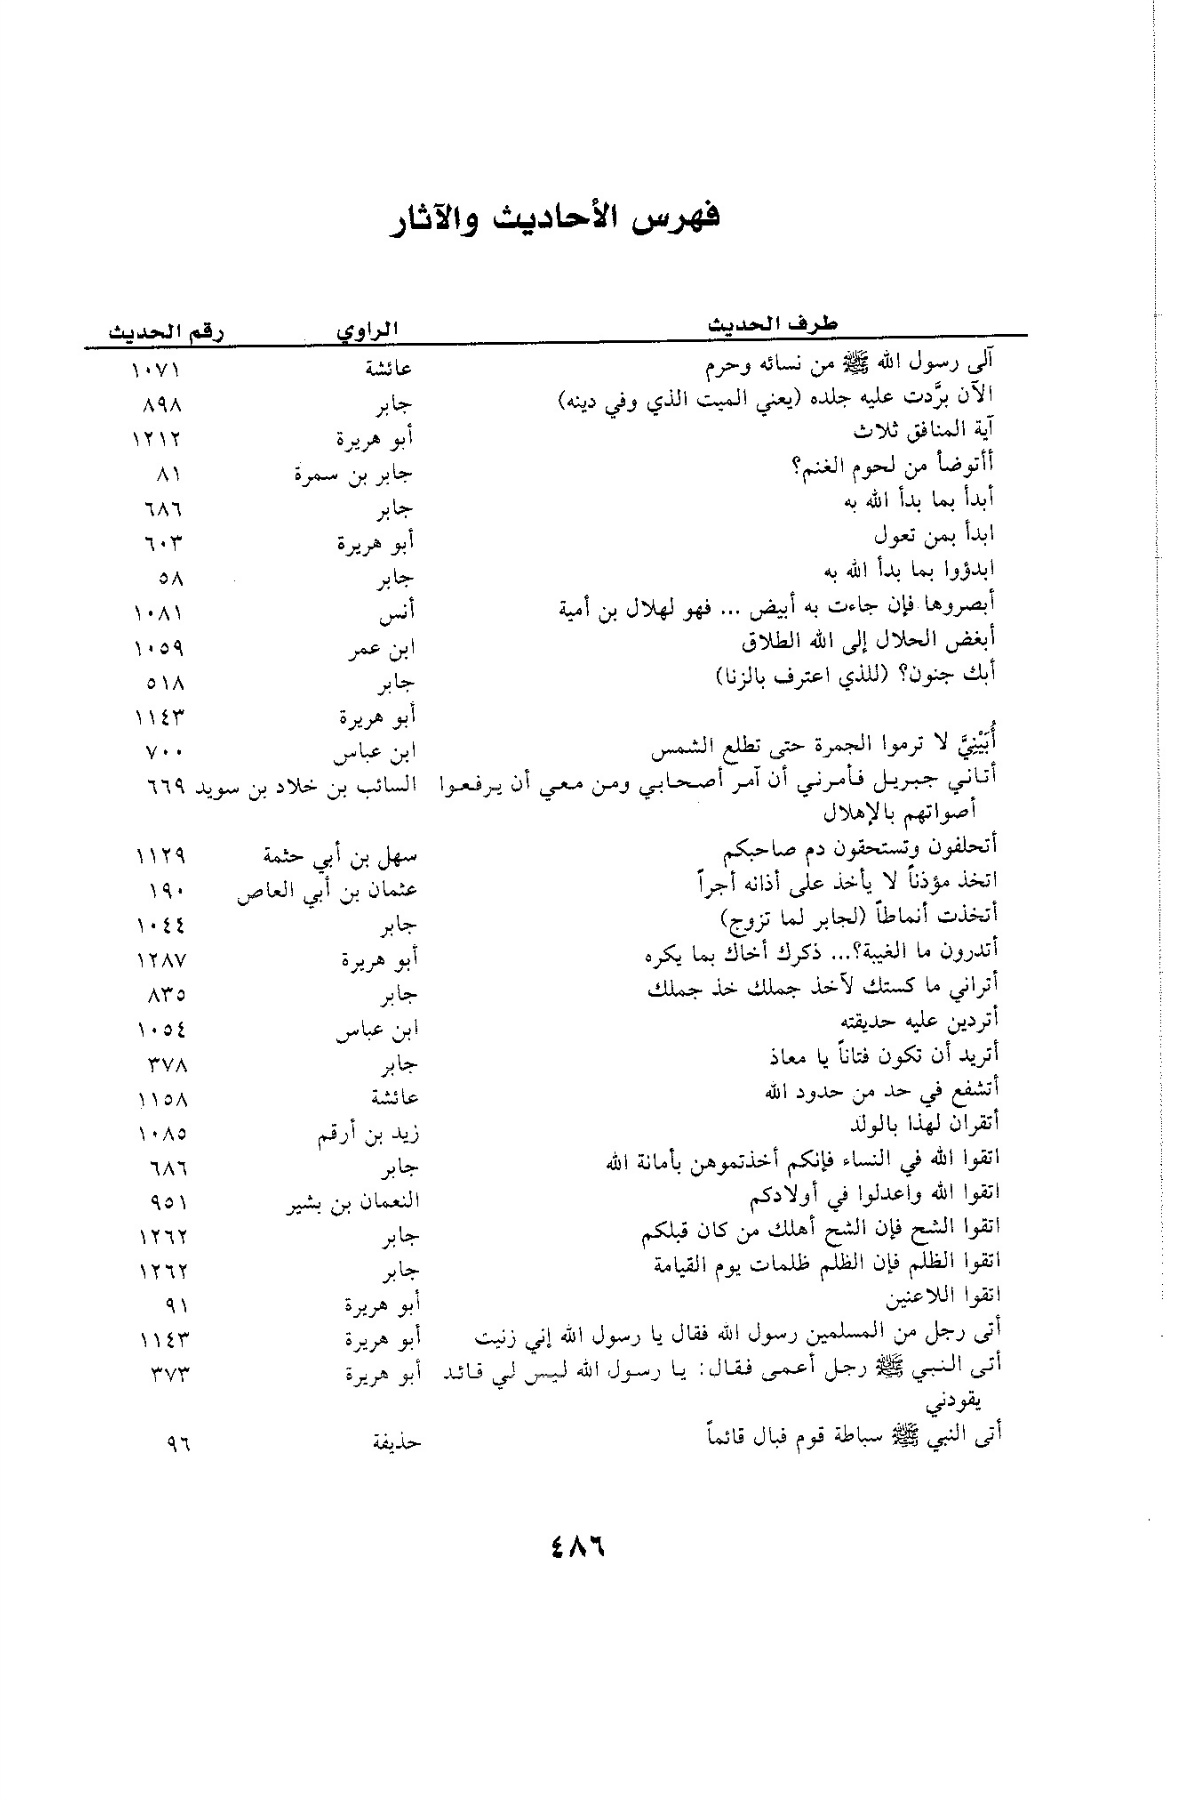 فهرس الأحاديث والآثار
طرف الحديث الراوي رقم الحديث
آلى رسول الله ﷺ من نسائه وحرم عائشة ١٠٧١
الآن برَّدت عليه جلده (يعني الميت الذي وفي دينه) جابر ٨٩٨
آية المنافق ثلاث أبو هريرة ١٢١٢
أأتوضأ من لحوم الغنم؟ جابر بن سمرة ٨١
أبدأ بما بدأ الله به جابر ٦٨٦
ابدأ بمن تعول أبو هريرة ٦٠٣
ابدؤوا بما بدأ الله به جابر ٥٨
أبصروها فإن جاءت به أبيض ... فهو لهلال بن أمية أنس ١٠٨١
أبغض الحلال إلى الله الطلاق ابن عمر ١٠٥٩
أبك جنون؟ (للذي اعترف بالزنا) جابر ٥١٨
أبو هريرة ١١٤٣
أُبَيْنِيَّ لا ترموا الجمرة حتى تطلع الشمس ابن عباس ٧٠٠
أتاني جبريل فأمرني أن آمر أصحابي ومن معي أن يرفعوا السائب بن خلاد بن سويد ٦٦٩
أصواتهم بالإهلال
أتحلفون وتستحقون دم صاحبكم سهل بن أبي حثمة ١١٢٩
اتخذ مؤذناً لا يأخذ على أذانه أجراً عثمان بن أبي العاص ١٩٠
أتخذت أنماطاً (لجابر لما تزوج) جابر ١٠٤٤
أتدرون ما الغيبة؟... ذكرك أخاك بما يكره أبو هريرة ١٢٨٧
أتراني ما كستك لآخذ جملك خذ جملك جابر ٨٣٥
أتردين عليه حديقته ابن عباس ١٠٥٤
أتريد أن تكون فتاناً يا معاذ جابر ٣٧٨
أتشفع في حد من حدود الله عائشة ١١٥٨
أتقران لهذا بالولد زيد بن أرقم ١٠٨٥
اتقوا الله في النساء فإنكم أخذتموهن بأمانة الله جابر ٦٨٦
اتقوا الله واعدلوا في أولادكم النعمان بن بشير ٩٥١
اتقوا الشح فإن الشح أهلك من كان قبلكم جابر ١٢٦٢
اتقوا الظلم فإن الظلم ظلمات يوم القيامة جابر ١٢٦٢
اتقوا اللاعنين أبو هريرة ٩١
أتى رجل من المسلمين رسول الله فقال يا رسول الله إني زنيت أبو هريرة ١١٤٣
أتى النبي ﷺ رجل أعمى فقال: يا رسول الله ليس لي قائد أبو هريرة ٣٧٣
يقودني
أتى النبي ﷺ سباطة قوم فبال قائماً حذيفة ٩٦
٤٨٦